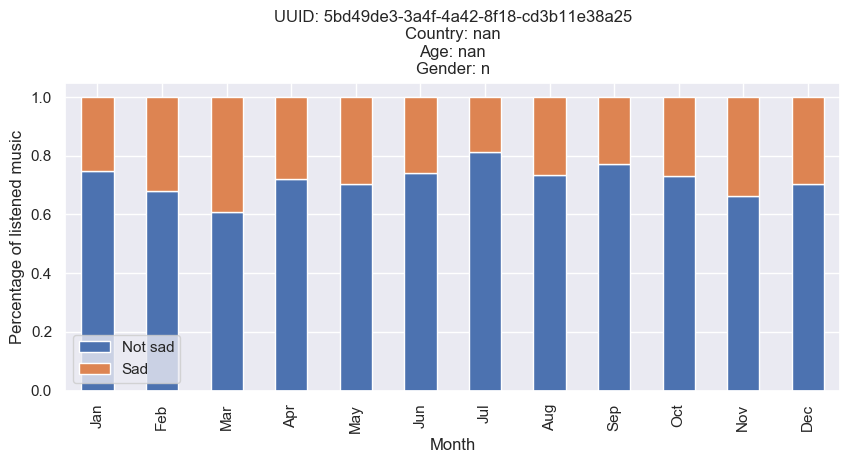 UUID: 5bd49de3-3a4f-4a42-8f18-cd3b11e38a25
Country: nan
Age: nan
Gender: n
Percentage of listened music
1.0
0.8
0.6
0.4
0.2
0.0
Not sad
Sad
Jan
Feb
Mar
Apr
May
Jun
Jul
Aug
Sep
Oct
Nov
Dec
Month